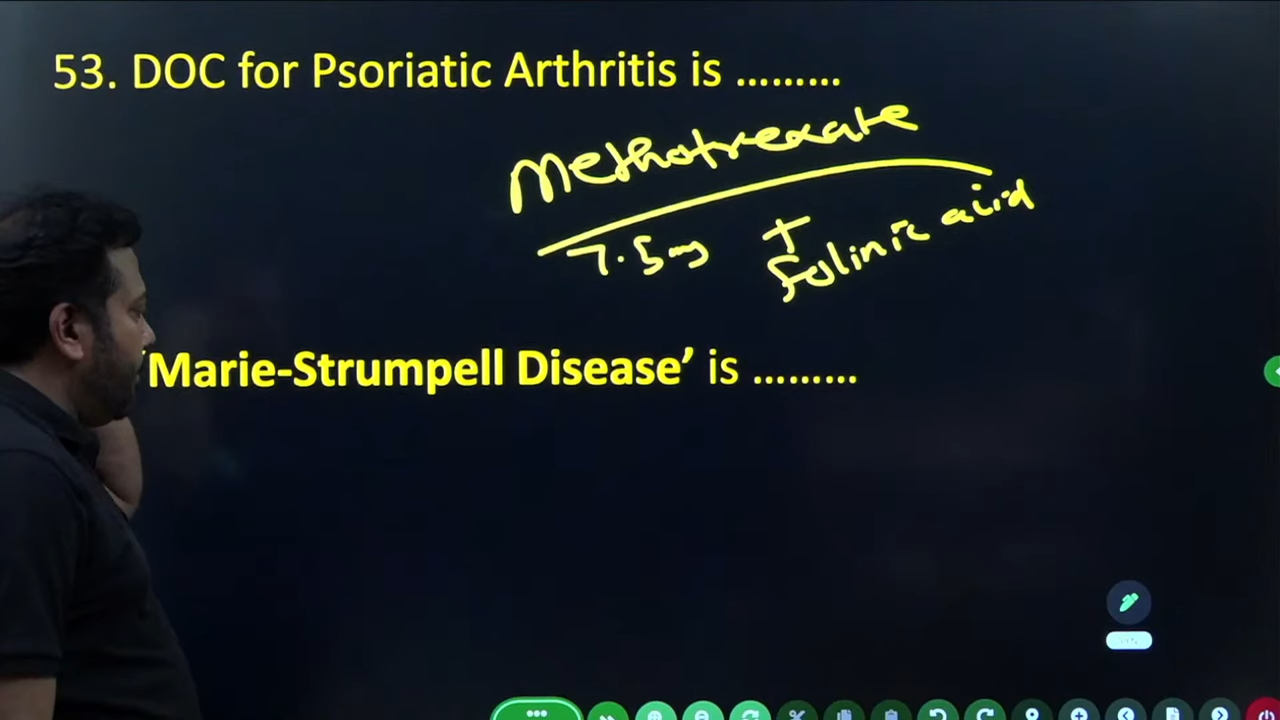 53. DOC for Psoriatic Arthritis is ………
Methotrexate
7.5mg + folinic acid
‘Marie-Strumpell Disease’ is ………